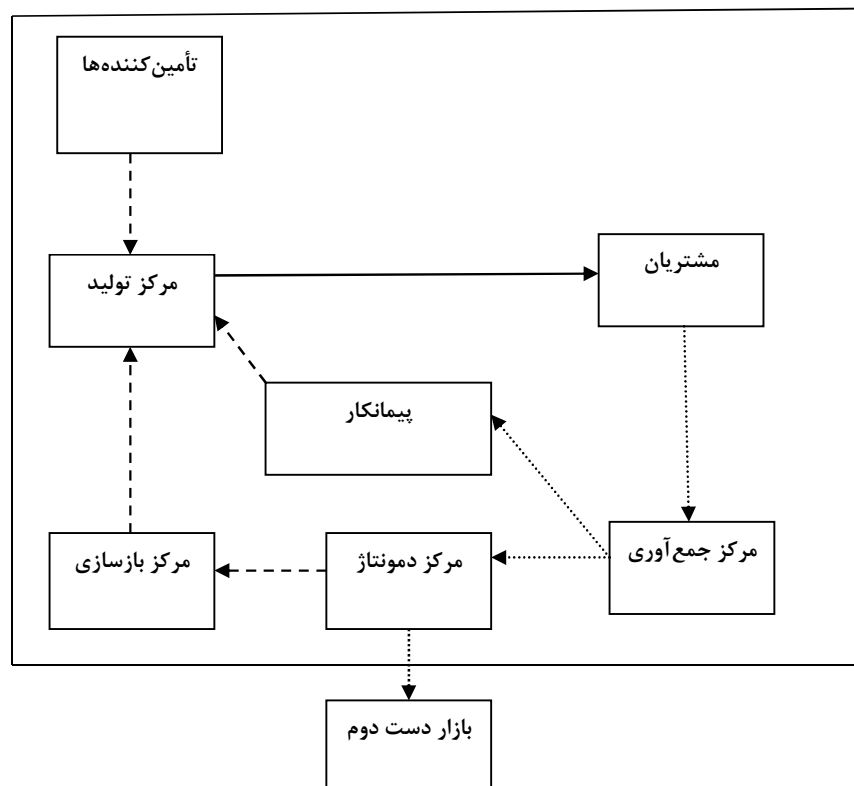 تأمین‌کننده‌ها
مشتریان
مرکز تولید
پیمانکار
مرکز جمع‌آوری
مرکز دمونتاژ
مرکز بازسازی
بازار دست دوم